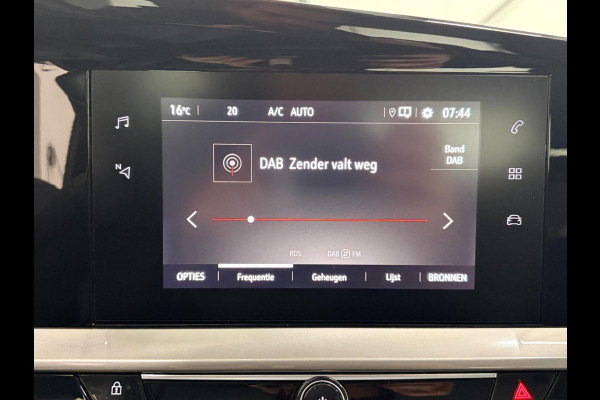 16°C 20 A/C AUTO 07:44
N
DAB Zender valt weg
Band
DAB
RDS DAB FM
OPTIES Frequentie Geheugen Lijst BRONNEN